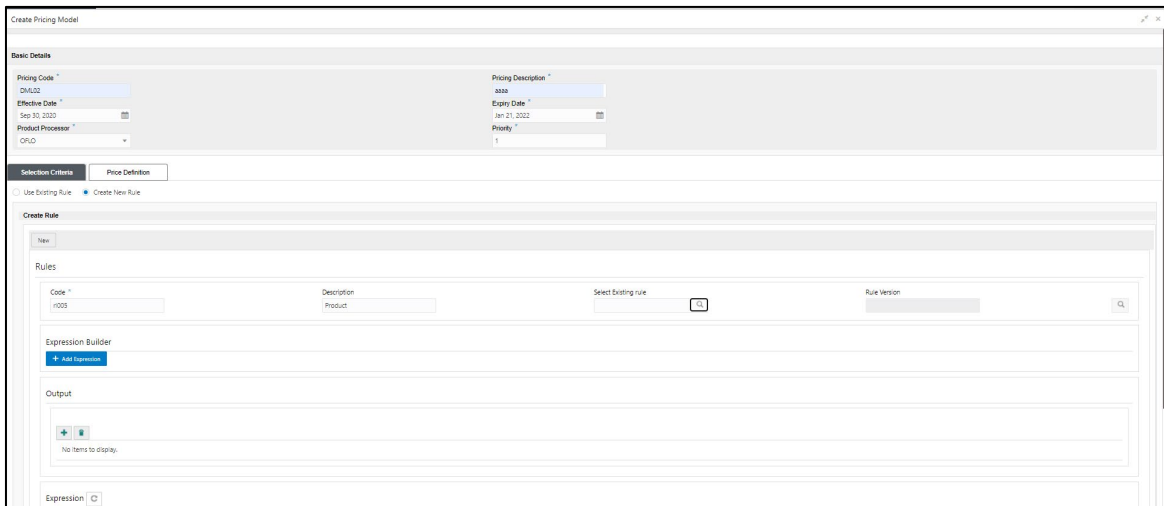 Create Pricing Model
Basic Details
Pricing Code *
Pricing Description *
DML02
aaaa
Effective Date *
Expiry Date *
Sep 30, 2020
Jan 21, 2022
Product Processor *
Priority *
OFLO
1
Selection Criteria
Price Definition
Use Existing Rule
Create New Rule
Create Rule
New
Rules
Code *
Description
Select Existing rule
Rule Version
rl005
Product
Expression Builder
+ Add Expression
Output
No items to display.
Expression